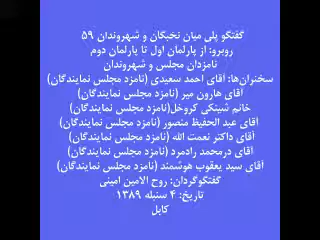 گفتگو پلی میان نخبگان و شهروندان ۵۹
روبرو: از پارلمان اول تا پارلمان دوم
نامزدان مجلس و شهروندان
سخنران‌ها: آقای احمد سعیدی (نامزد مجلس نمایندگان)
آقای هارون میر (نامزد مجلس نمایندگان)
خانم شینکی کروخل(نامزد مجلس نمایندگان)
آقای عبد الحفیظ منصور (نامزد مجلس نمایندگان)
آقای داکتر نعمت الله (نامزد مجلس نمایندگان)
آقای درمحمد رادمرد (نامزد مجلس نمایندگان)
آقای سید یعقوب هوشمند (نامزد مجلس نمایندگان)
گفتگوگردان: روح الامین امینی
تاریخ: ۴ سنبله ۱۳۸۹
کابل